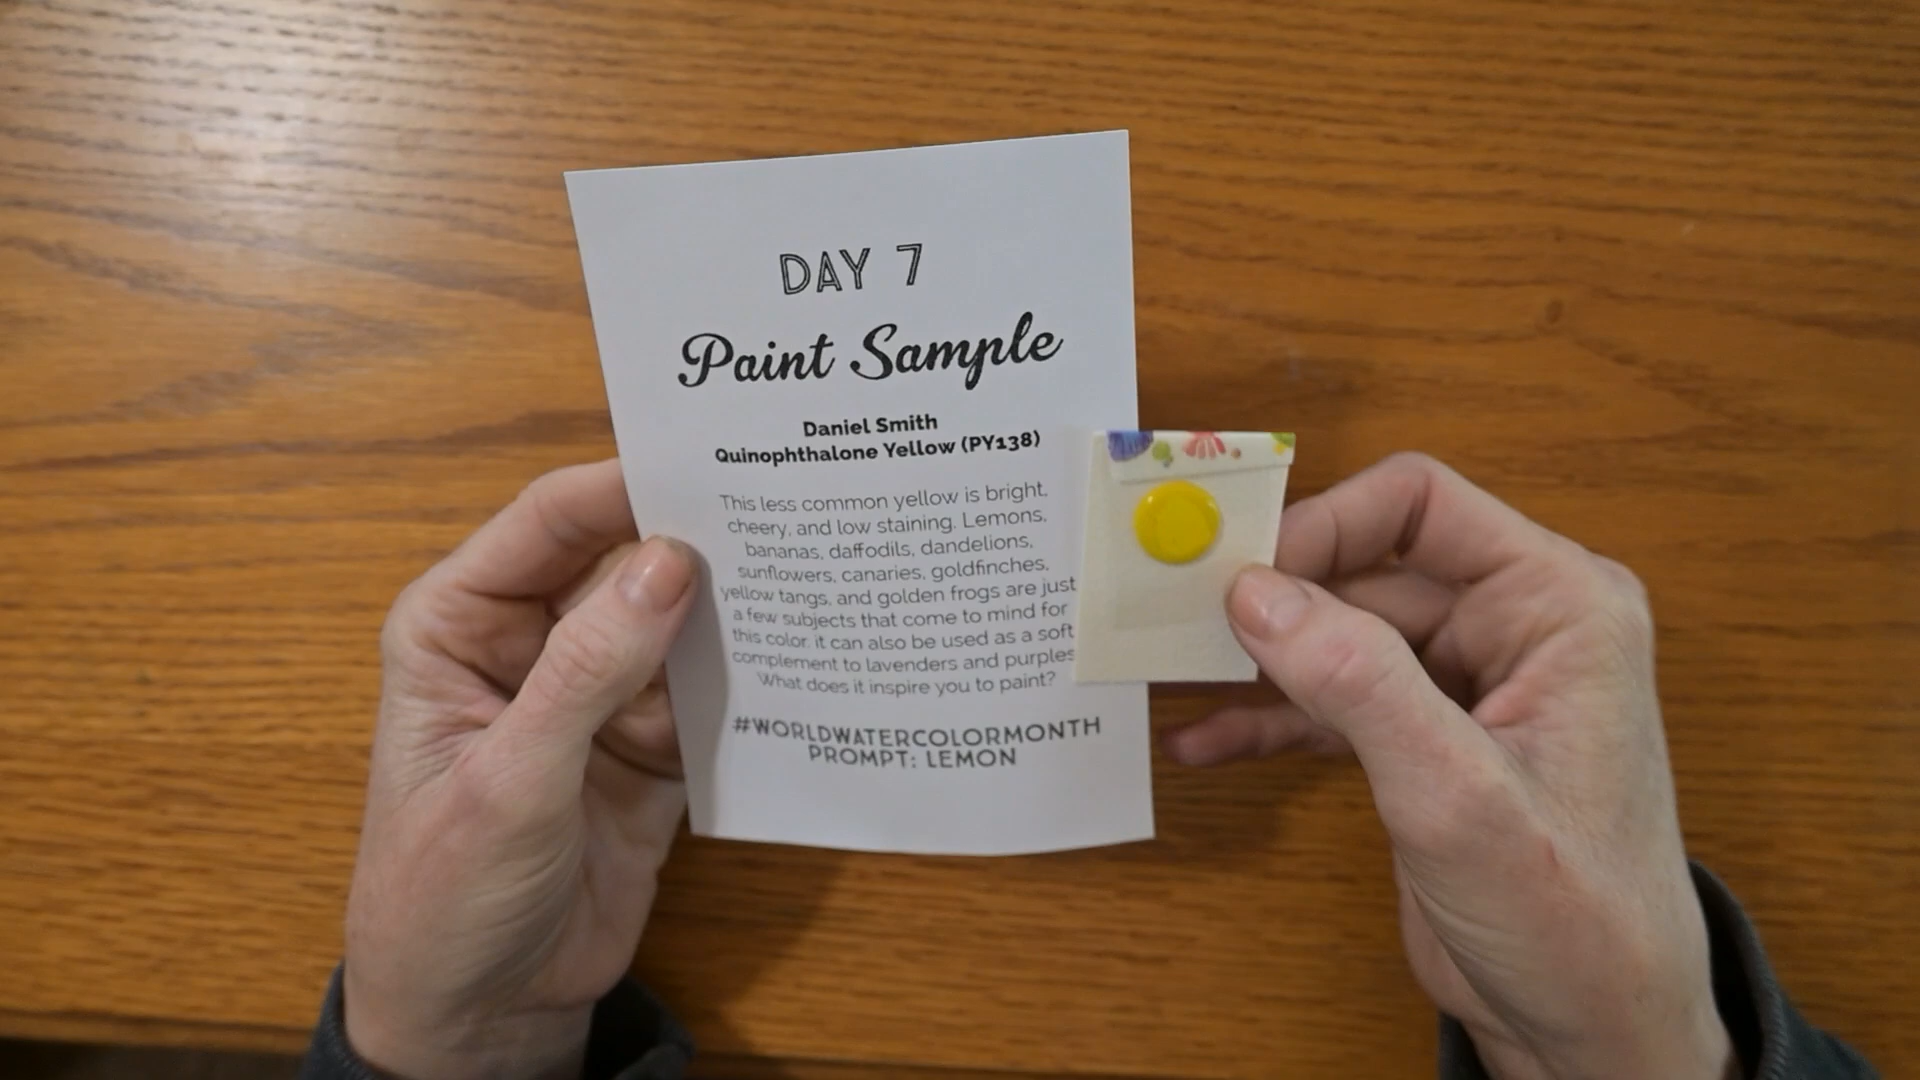 DAY 7
Paint Sample
Daniel Smith
Quinophthalone Yellow (PY138)
This less common yellow is bright,
cheery, and low staining. Lemons,
bananas, daffodils, dandelions,
sunflowers, canaries, goldfinches,
yellow tangs, and golden frogs are just
a few subjects that come to mind for
this color. it can also be used as a soft
complement to lavenders and purples
What does it inspire you to paint?
#WORLDWATERCOLORMONTH
PROMPT: LEMON